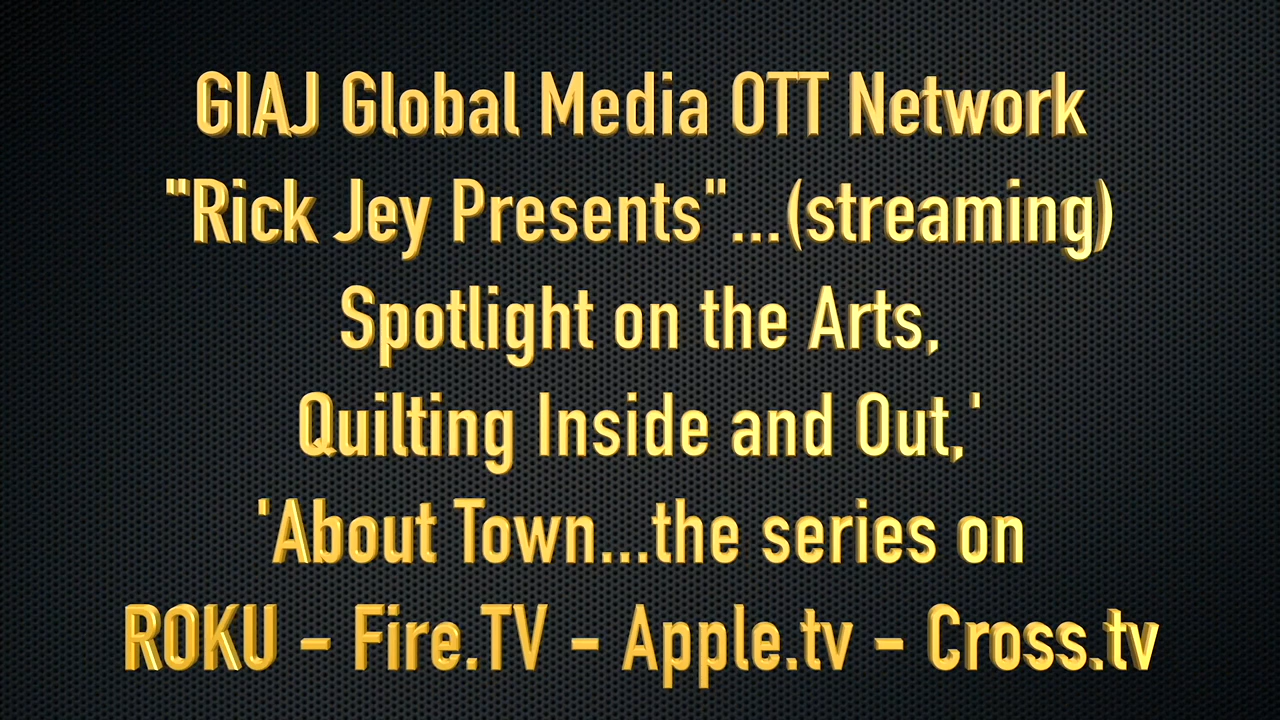 GIAJ Global Media OTT Network
"Rick Jey Presents"...(streaming)
Spotlight on the Arts,
Quilting Inside and Out,'
'About Town...the series on
ROKU - Fire.TV - Apple.tv - Cross.tv